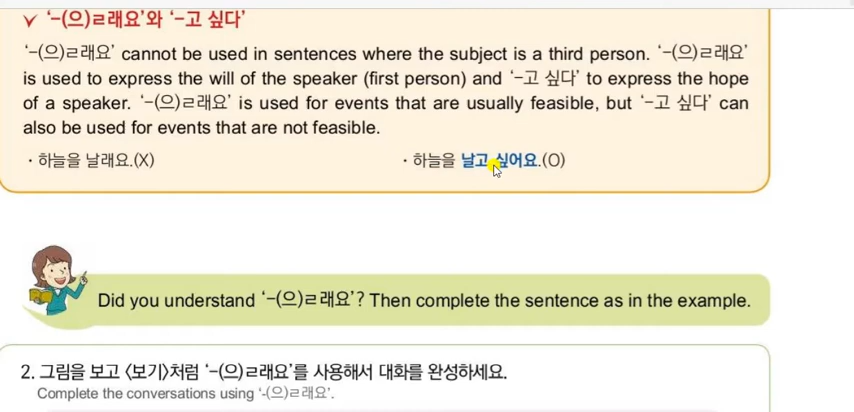 ✓ ‘-(으)ㄹ래요’와 ‘-고 싶다’
‘-(으)ㄹ래요’ cannot be used in sentences where the subject is a third person. ‘-(으)ㄹ래요’
is used to express the will of the speaker (first person) and ‘-고 싶다’ to express the hope
of a speaker. ‘-(으)ㄹ래요’ is used for events that are usually feasible, but ‘-고 싶다’ can
also be used for events that are not feasible.
· 하늘을 날래요.(X)
· 하늘을 날고 싶어요.(O)
Did you understand ‘-(으)ㄹ래요’? Then complete the sentence as in the example.
2. 그림을 보고 〈보기〉처럼 ‘-(으)ㄹ래요’를 사용해서 대화를 완성하세요.
Complete the conversations using ‘-(으)ㄹ래요’.